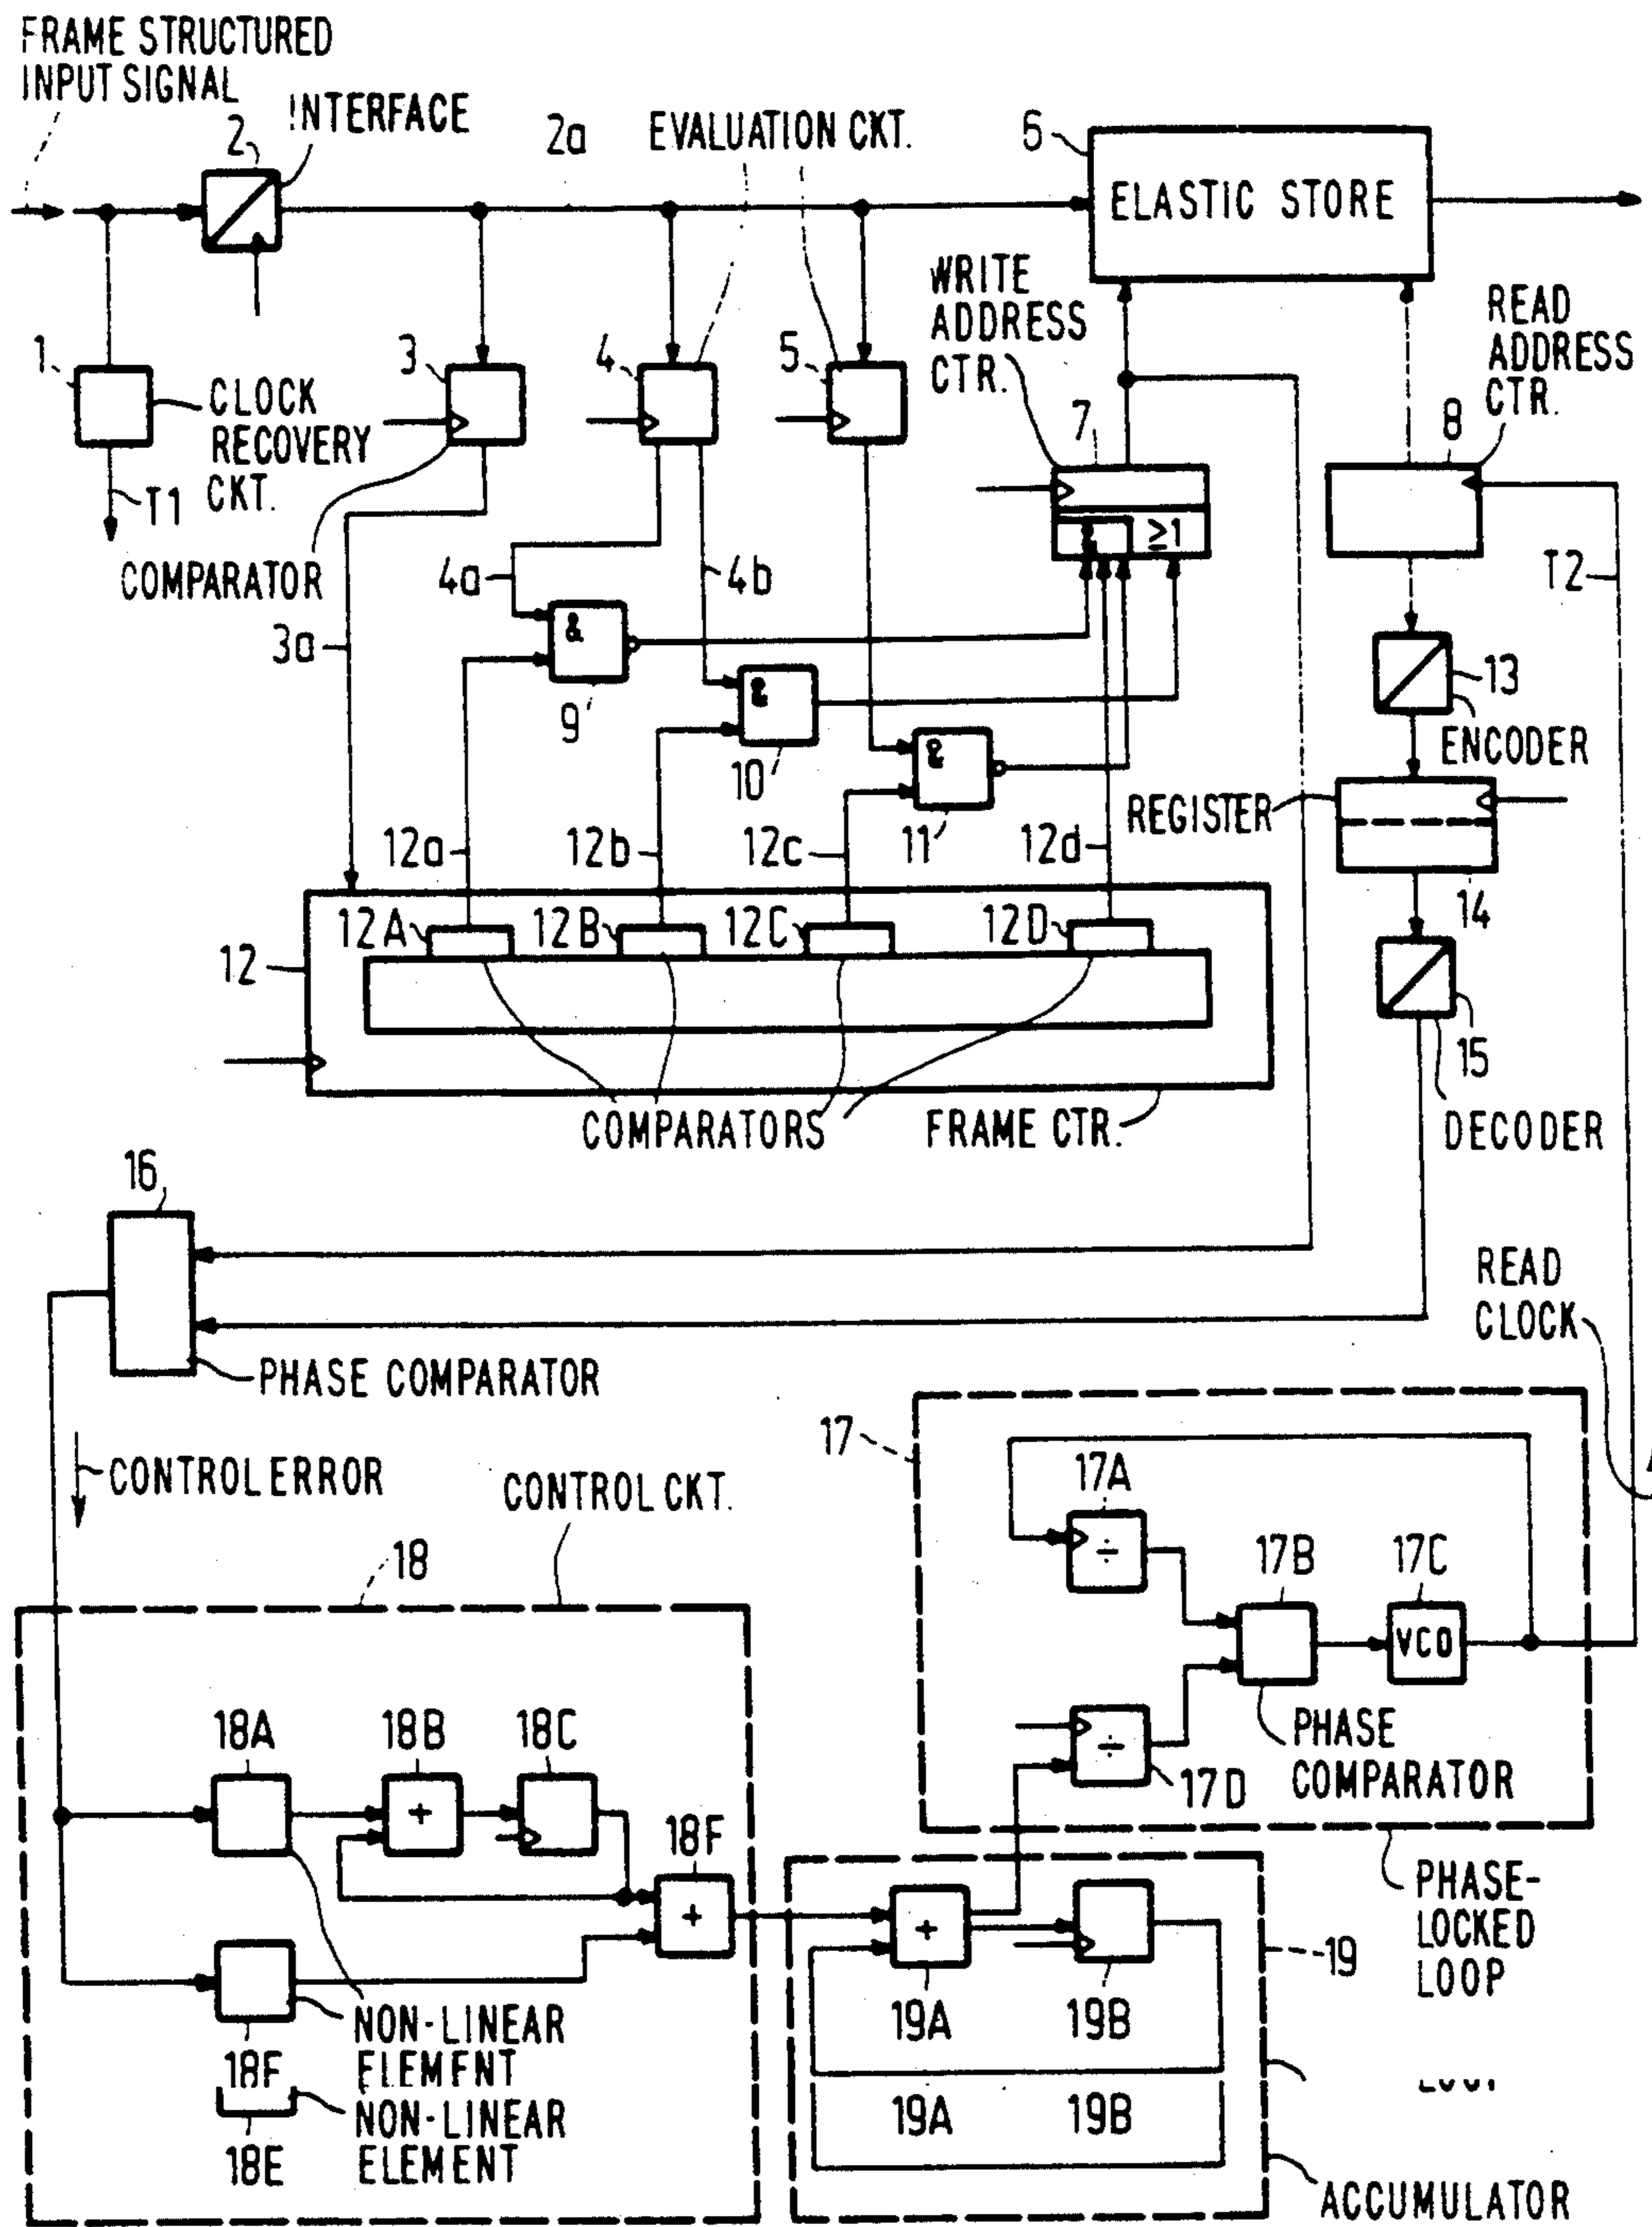 FRAME STRUCTURED
INPUT SIGNAL
INTERFACE
2
2a
EVALUATION CKT.
6
ELASTIC STORE
WRITE
ADDRESS
CTR.
READ
ADDRESS
CTR.
1
CLOCK
RECOVERY
CKT.
T1
3
4
5
7
8
COMPARATOR
≥1
T2
4a
4b
3a
&
9
&
10
&
11
13
ENCODER
REGISTER
14
12a
12b
12c
12d
12A
12B
12C
12D
12
15
COMPARATORS
FRAME CTR.
DECODER
16
READ
CLOCK
PHASE COMPARATOR
17
CONTROL ERROR
CONTROL CKT.
17A
÷
17B
17C
VCO
18
18A
18B
18C
+
÷
17D
PHASE
COMPARATOR
18F
+
PHASE-
LOCKED
LOOP
+
19
19A
19B
NON-LINEAR
ELEMENT
18F
19A
19B
NON-LINEAR
ELEMENT
18E
ACCUMULATOR